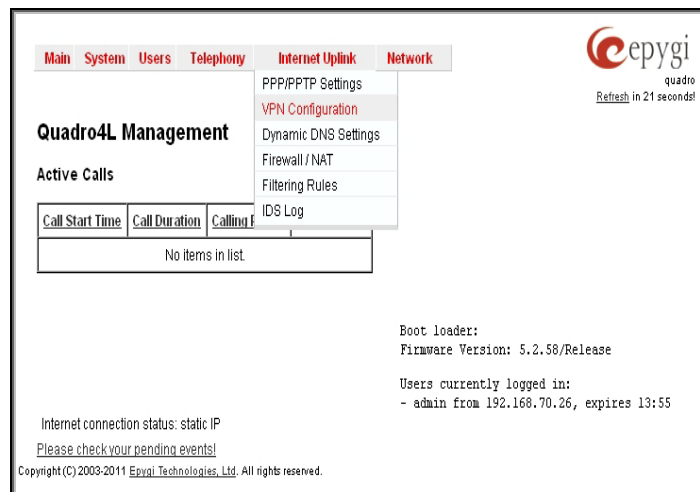 Main System Users Telephony Internet Uplink Network
epygi
quadro
Refresh in 21 seconds!
PPP/PPTP Settings
VPN Configuration
Dynamic DNS Settings
Firewall / NAT
Filtering Rules
IDS Log
Quadro4L Management
Active Calls
Call Start Time Call Duration Calling
No items in list.
Boot loader:
Firmware Version: 5.2.58/Release
Users currently logged in:
- admin from 192.168.70.26, expires 13:55
Internet connection status: static IP
Please check your pending events!
Copyright (C) 2003-2011 Epygi Technologies, Ltd. All rights reserved.